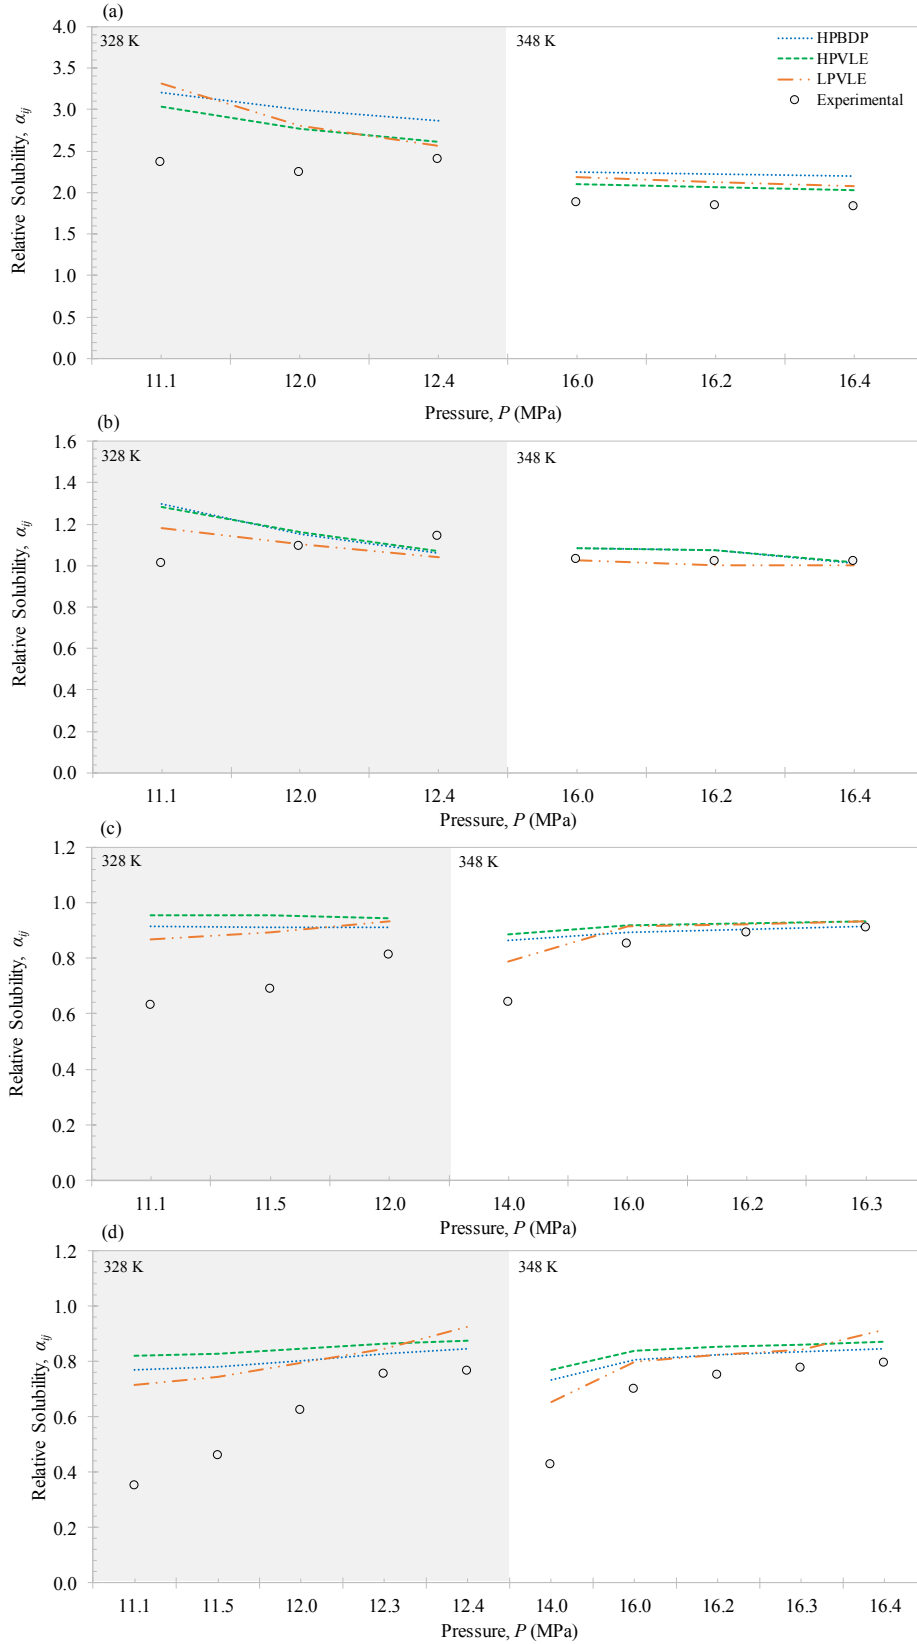 (a)
4.0
3.5
3.0
2.5
2.0
1.5
1.0
0.5
0.0
Relative Solubility, αij
328 K
348 K
HPBDP
HPVLE
LPVLE
Experimental
11.1 12.0 12.4 16.0 16.2 16.4
Pressure, P (MPa)
(b)
1.6
1.4
1.2
1.0
0.8
0.6
0.4
0.2
0.0
Relative Solubility, αij
328 K
348 K
11.1 12.0 12.4 16.0 16.2 16.4
Pressure, P (MPa)
(c)
1.2
1.0
0.8
0.6
0.4
0.2
0.0
Relative Solubility, αij
328 K
348 K
11.1 11.5 12.0 14.0 16.0 16.2 16.3
Pressure, P (MPa)
(d)
1.2
1.0
0.8
0.6
0.4
0.2
0.0
Relative Solubility, αij
328 K
348 K
11.1 11.5 12.0 12.3 12.4 14.0 16.0 16.2 16.3 16.4
Pressure, P (MPa)